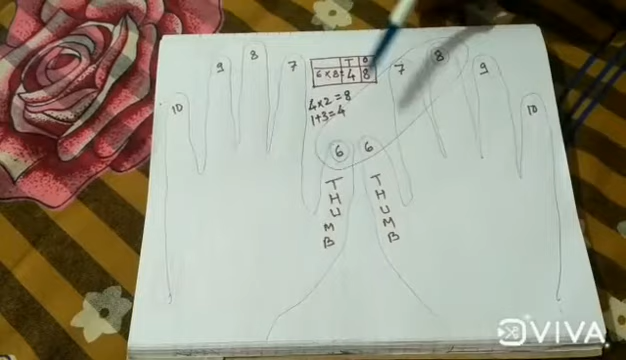 10 9 8 7 7 8 9 10
T O
6 × 8 = 4 8
4×2 = 8
1+3=4
6 6
THUMB
THUMB
VIVA